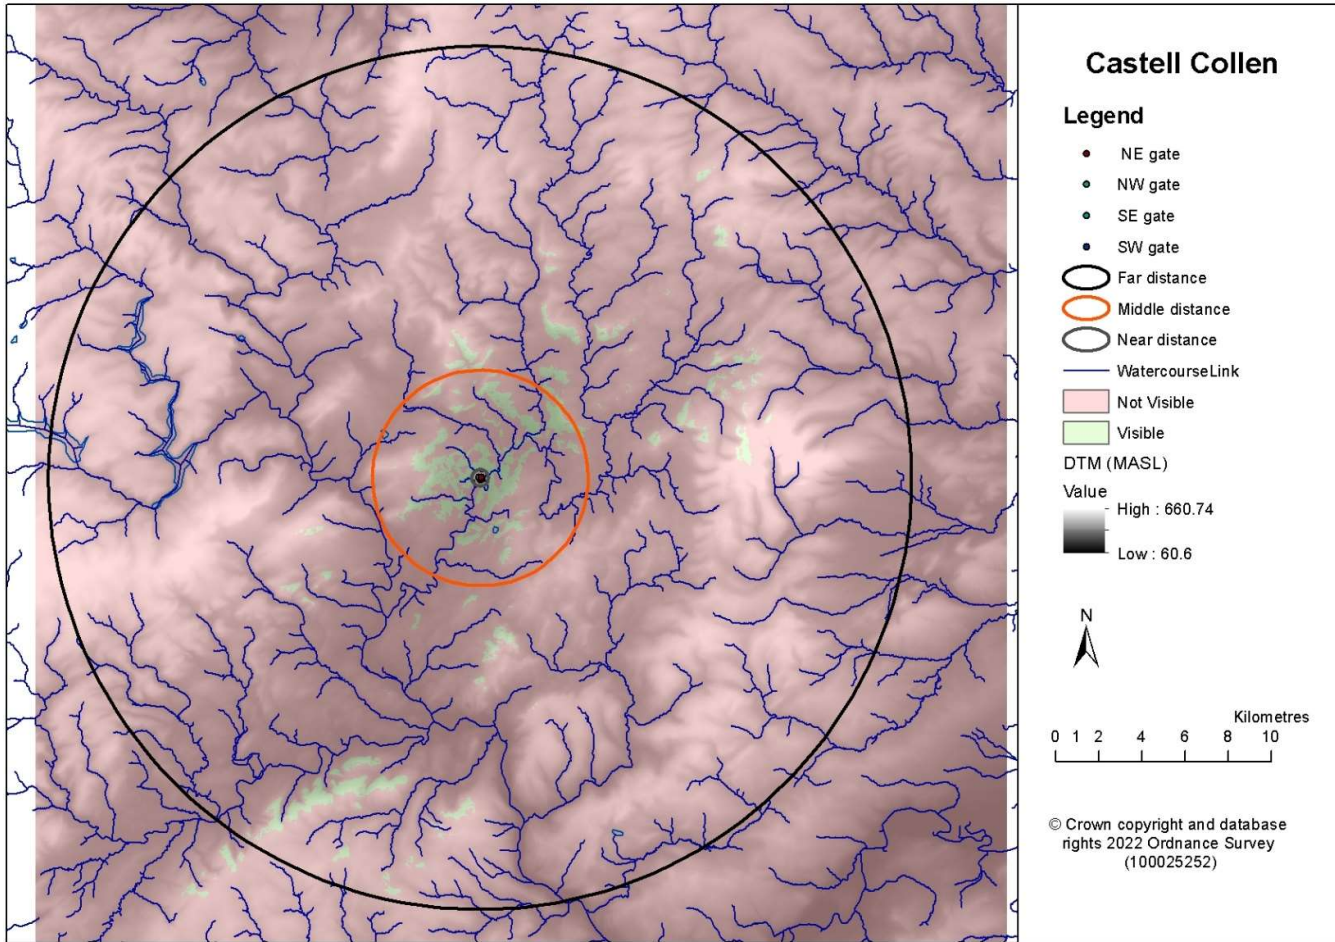 Castell Collen
Legend
NE gate
NW gate
SE gate
SW gate
Far distance
Middle distance
Near distance
WatercourseLink
Not Visible
Visible
DTM (MASL)
Value
High : 660.74
Low : 60.6
N
Kilometres
0 1 2 4 6 8 10
© Crown copyright and database
rights 2022 Ordnance Survey
(100025252)